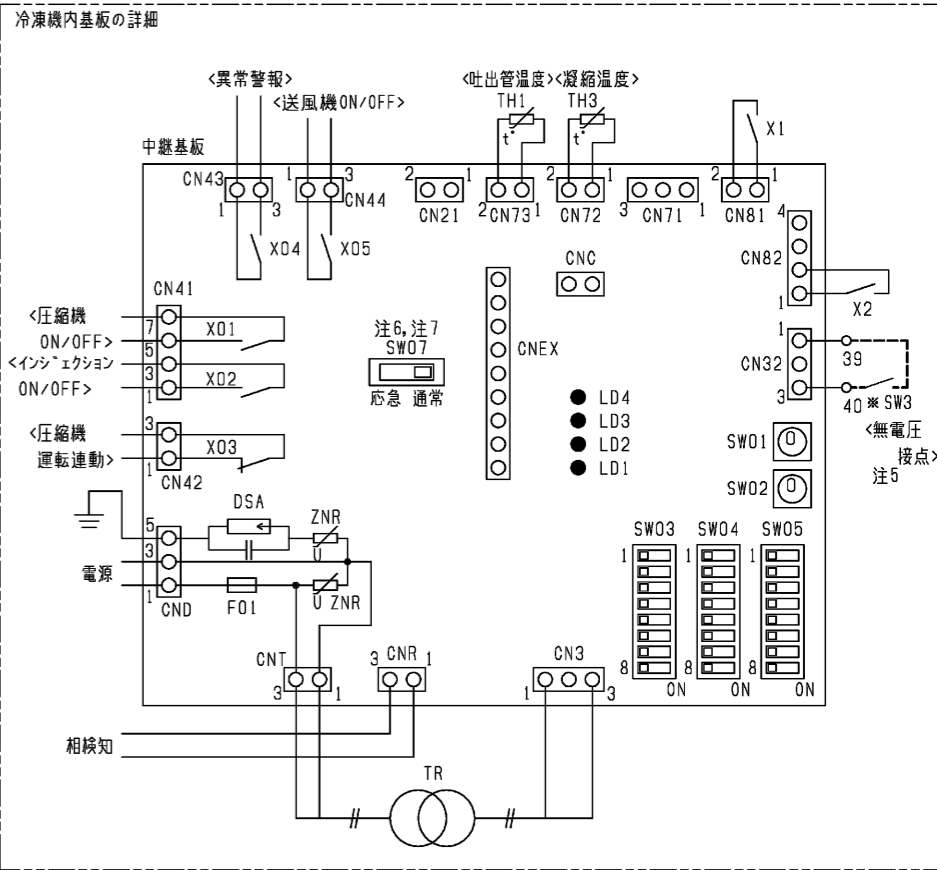 冷凍機内基板の詳細
<異常警報>
<送風機ON/OFF>
<吐出管温度><凝縮温度>
TH1 TH3
t° t°
X1
中継基板
CN43 1 3
1 3 CN44
2 1 CN21
2 1 2 CN73 1
2 1 CN72
3 CN71 1
2 1 CN81
X04 X05
4 CN82 1
X2
CNC
CN41
<圧縮機
ON/OFF>
7 5 X01
<インジェクション
ON/OFF>
3 1 X02
注6,注7
SW07
応急 通常
CNEX
1 CN32 3
39
40 ※ SW3
<無電圧
接点>
注5
LD4
LD3
LD2
LD1
<圧縮機
運転連動>
3 1 X03
CN42
SW01 0
SW02 0
DSA ZNR
U
5 3 1
電源
CND F01 U ZNR
SW03 SW04 SW05
1 1 1
8 8 8
ON ON ON
CNT 3 1
3 CNR 1
CN3 1 3
相検知
TR